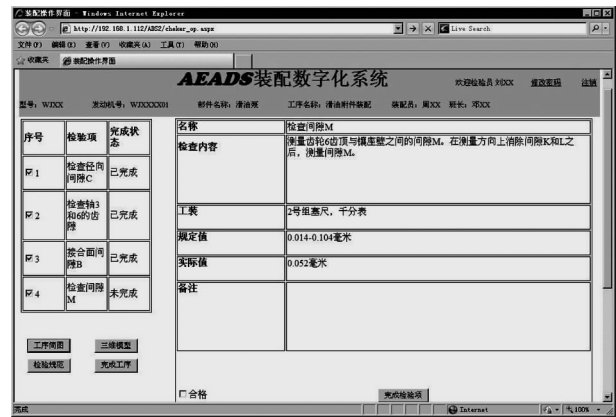 装配操作界面 - Windows Internet Explorer
http://192.168.1.112/ABS2/cheker_op.aspx
Live Search
文件(F) 编辑(E) 查看(V) 收藏夹(A) 工具(T) 帮助(H)
收藏夹 装配操作界面
AEADS装配数字化系统
欢迎检验员 刘XX 修改密码 注销
型号: WJXX 发动机号: WJXXXX01 部件名称: 滑油泵 工序名称: 滑油附件装配 装配员: 周XX 班长: 邓XX
序号 检验项 完成状态
1 检查径向间隙C 已完成
2 检查轴3和6的齿隙 已完成
3 接合面间隙B 已完成
4 检查间隙M 未完成
工序简图 三维模型
检验规范 完成工序
名称 检查间隙M
检查内容 测量齿轮6齿顶与镶座壁之间的间隙M。在测量方向上消除间隙K和L之
后, 测量间隙M。
工装 2号组塞尺, 千分表
规定值 0.014-0.104毫米
实际值 0.052毫米
备注
合格 完成检验项
完成 Internet 100%